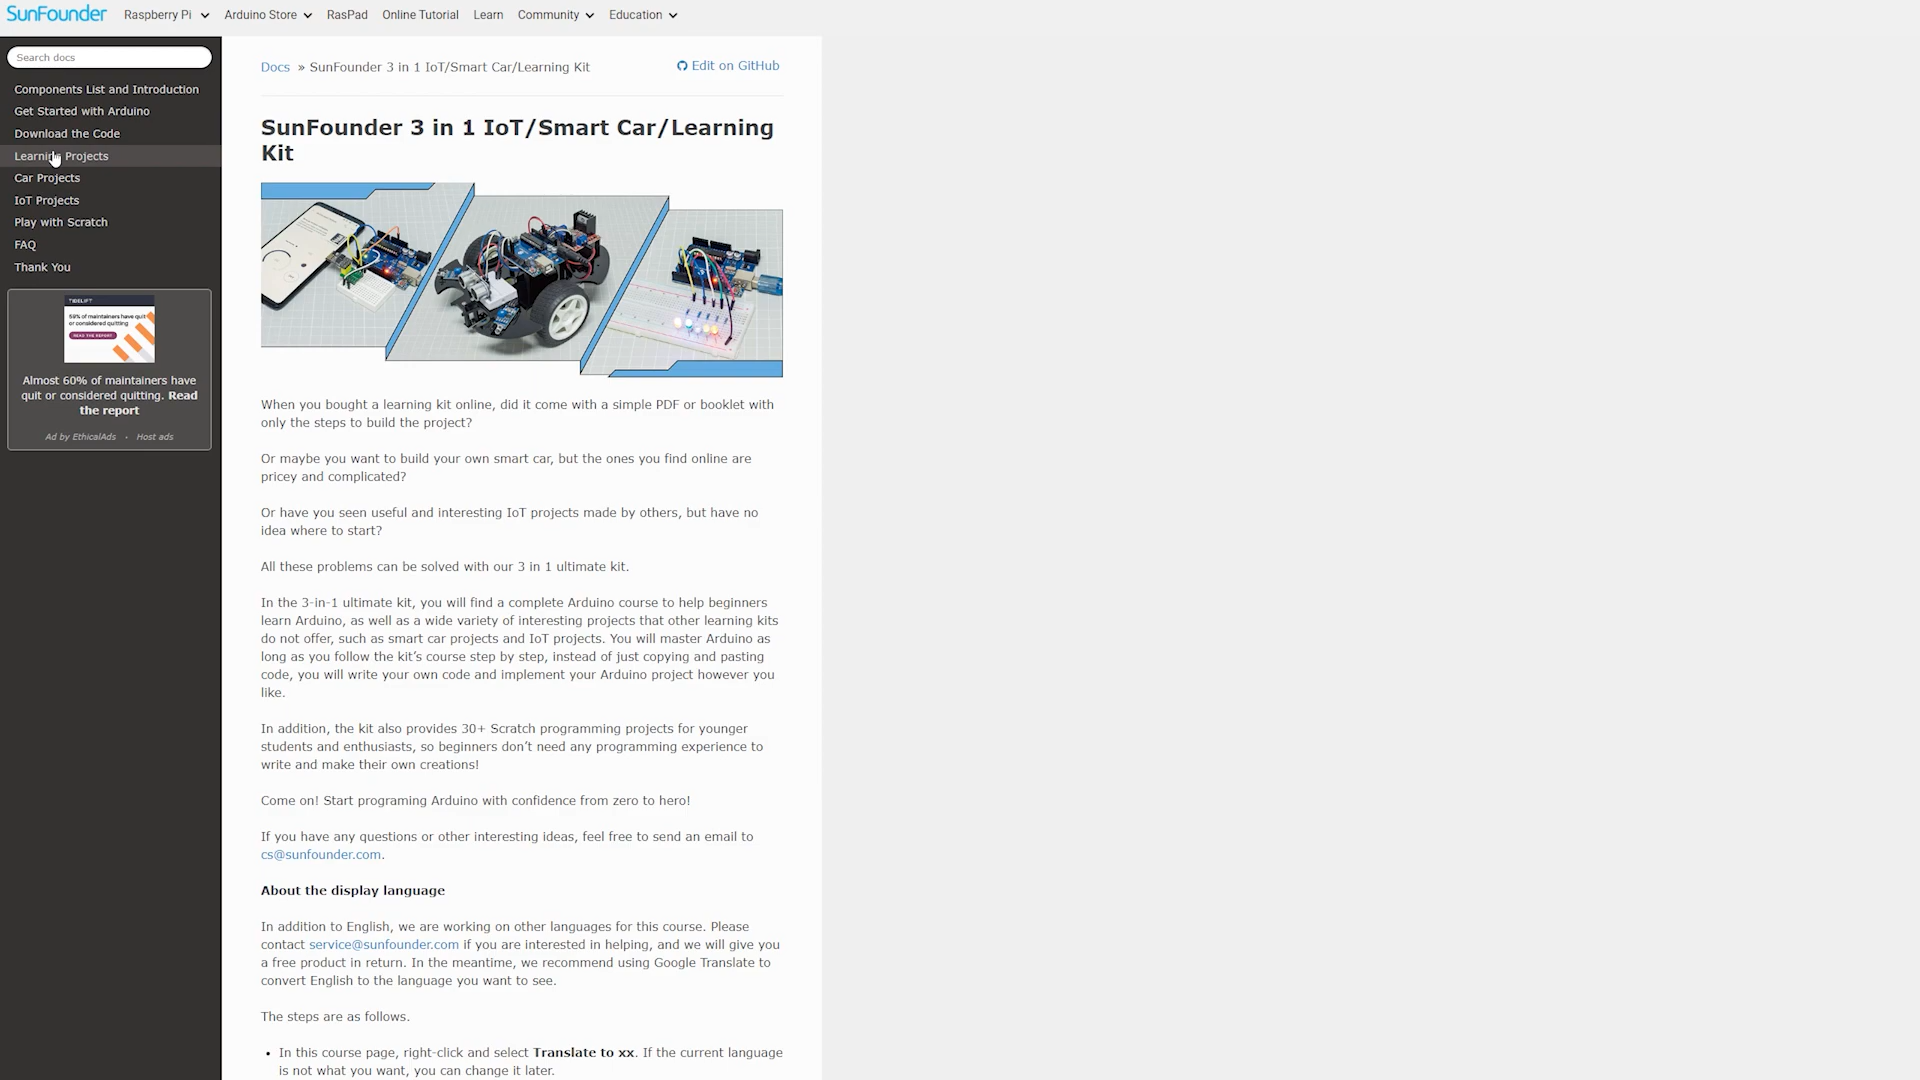 SunFounder Raspberry Pi Arduino Store RasPad Online Tutorial Learn Community Education
Search docs
Components List and Introduction
Get Started with Arduino
Download the Code
Learning Projects
Car Projects
IoT Projects
Play with Scratch
FAQ
Thank You
TIDELIFT
59% of maintainers have quit
or considered quitting
READ THE REPORT
Almost 60% of maintainers have
quit or considered quitting. Read
the report
Ad by EthicalAds · Host ads
Docs » SunFounder 3 in 1 IoT/Smart Car/Learning Kit
Edit on GitHub
SunFounder 3 in 1 IoT/Smart Car/Learning
Kit
When you bought a learning kit online, did it come with a simple PDF or booklet with
only the steps to build the project?
Or maybe you want to build your own smart car, but the ones you find online are
pricey and complicated?
Or have you seen useful and interesting IoT projects made by others, but have no
idea where to start?
All these problems can be solved with our 3 in 1 ultimate kit.
In the 3-in-1 ultimate kit, you will find a complete Arduino course to help beginners
learn Arduino, as well as a wide variety of interesting projects that other learning kits
do not offer, such as smart car projects and IoT projects. You will master Arduino as
long as you follow the kit’s course step by step, instead of just copying and pasting
code, you will write your own code and implement your Arduino project however you
like.
In addition, the kit also provides 30+ Scratch programming projects for younger
students and enthusiasts, so beginners don’t need any programming experience to
write and make their own creations!
Come on! Start programing Arduino with confidence from zero to hero!
If you have any questions or other interesting ideas, feel free to send an email to
cs@sunfounder.com.
About the display language
In addition to English, we are working on other languages for this course. Please
contact service@sunfounder.com if you are interested in helping, and we will give you
a free product in return. In the meantime, we recommend using Google Translate to
convert English to the language you want to see.
The steps are as follows.
• In this course page, right-click and select Translate to xx. If the current language
is not what you want, you can change it later.